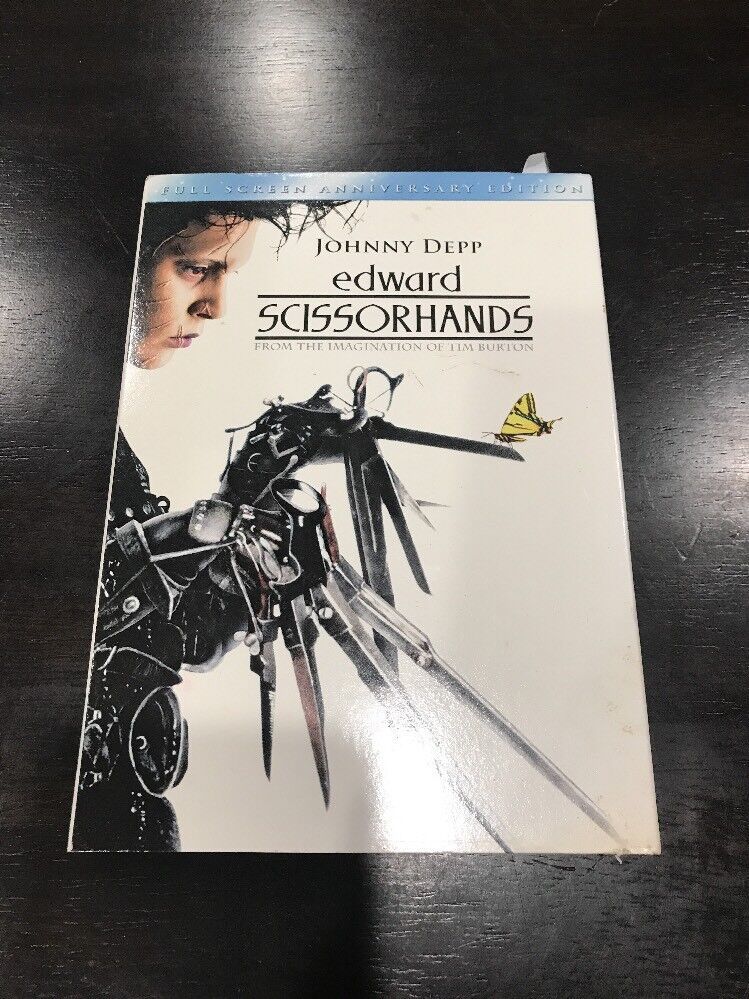 FULL SCREEN ANNIVERSARY EDITION
JOHNNY DEPP
edward
SCISSORHANDS
FROM THE IMAGINATION OF TIM BURTON